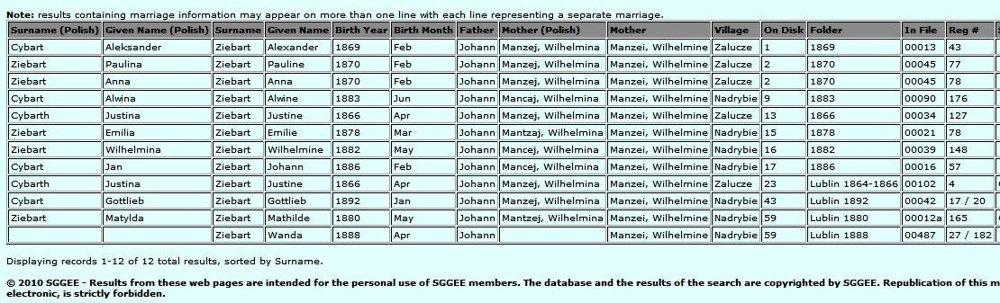 Note: results containing marriage information may appear on more than one line with each line representing a separate marriage.
Surname (Polish) Given Name (Polish) Surname Given Name Birth Year Birth Month Father Mother (Polish) Mother Village On Disk Folder In File Reg #
Cybart Aleksander Ziebart Alexander 1869 Feb Johann Manzej, Wilhelmina Manzei, Wilhelmine Zalucze 1 1869 00013 43
Ziebart Paulina Ziebart Pauline 1870 Feb Johann Manzej, Wilhelmina Manzei, Wilhelmine Zalucze 2 1870 00045 77
Ziebart Anna Ziebart Anna 1870 Feb Johann Manzej, Wilhelmina Manzei, Wilhelmine Zalucze 2 1870 00045 78
Cybart Alwina Ziebart Alwine 1883 Jun Johann Mancaj, Wilhelmina Manzei, Wilhelmine Nadrybie 9 1883 00090 176
Cybarth Justina Ziebart Justine 1866 Apr Johann Manzej, Wilhelmina Manzei, Wilhelmine Zalucze 13 1866 00034 127
Ziebart Emilia Ziebart Emilie 1878 Mar Johann Mantzaj, Wilhelmina Manzei, Wilhelmine Nadrybie 15 1878 00021 78
Ziebart Wilhelmina Ziebart Wilhelmine 1882 May Johann Mancej, Wilhelmina Manzei, Wilhelmine Nadrybie 16 1882 00039 148
Cybart Jan Ziebart Johann 1886 Feb Johann Mancej, Wilhelmina Manzei, Wilhelmine Nadrybie 17 1886 00016 57
Cybarth Justina Ziebart Justine 1866 Apr Johann Manzej, Wilhelmina Manzei, Wilhelmine Zalucze 23 Lublin 1864-1866 00102 4
Cybart Gottlieb Ziebart Gottlieb 1892 Jan Johann Manzej, Wilhelmina Manzei, Wilhelmine Nadrybie 43 Lublin 1892 00042 17 / 20
Ziebart Matylda Ziebart Mathilde 1880 May Johann Mantzej, Wilhelmina Manzei, Wilhelmine Nadrybie 59 Lublin 1880 00012a 165
Ziebart Wanda 1888 Apr Johann Manzei, Wilhelmine Nadrybie 59 Lublin 1888 00487 27 / 182
Displaying records 1-12 of 12 total results, sorted by Surname.
© 2010 SGGEE - Results from these web pages are intended for the personal use of SGGEE members. The database and the results of the search are copyrighted by SGGEE. Republication of this m
electronic, is strictly forbidden.